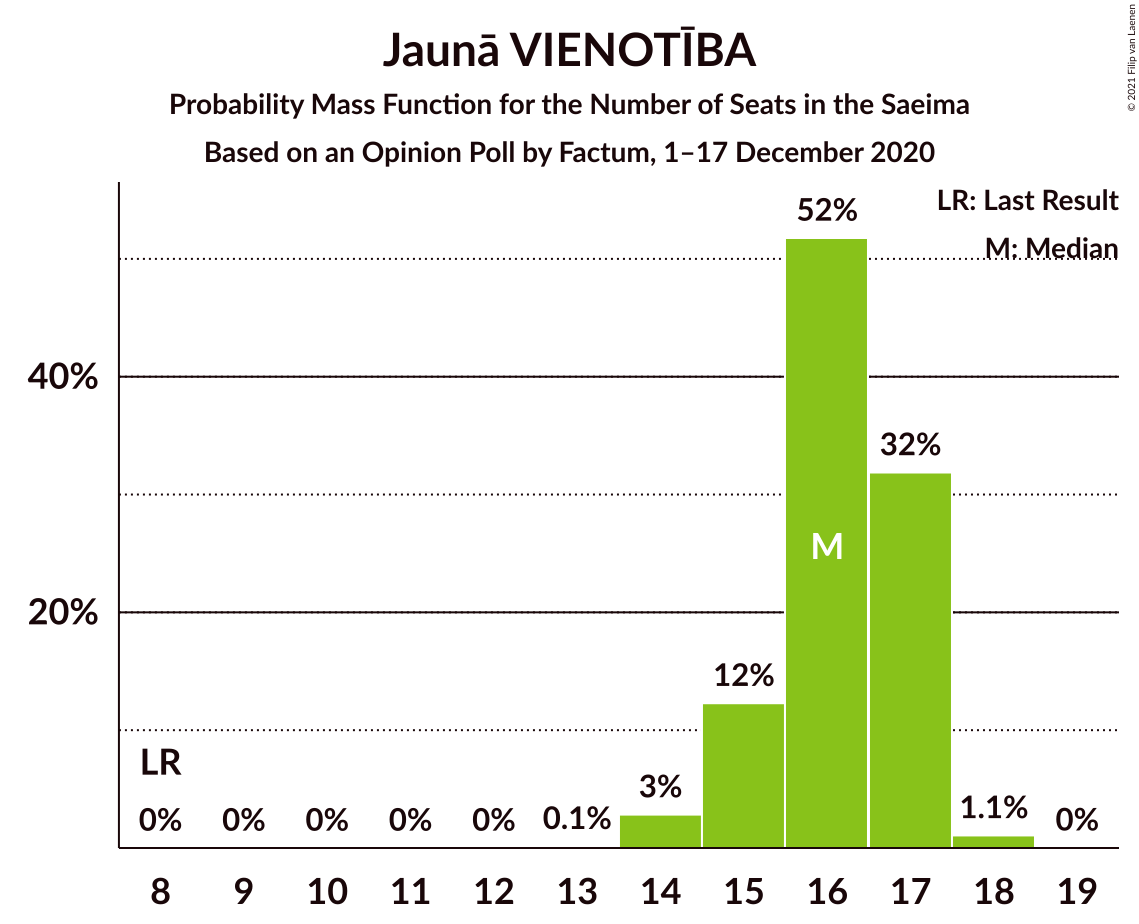 Jaunā VIENOTĪBA
Probability Mass Function for the Number of Seats in the Saeima
Based on an Opinion Poll by Factum, 1–17 December 2020
© 2021 Filip van Laenen
LR: Last Result
M: Median
52%
40%
32%
M
20%
12%
LR
3%
0% 0% 0% 0% 0% 0.1% 1.1% 0%
8 9 10 11 12 13 14 15 16 17 18 19